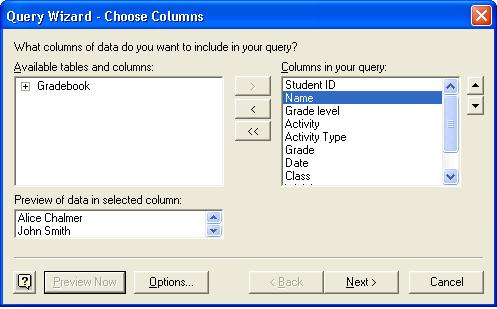 Query Wizard - Choose Columns
What columns of data do you want to include in your query?
Available tables and columns:
Columns in your query:
Gradebook
>
<
<<
Student ID
Name
Grade level
Activity
Activity Type
Grade
Date
Class
Preview of data in selected column:
Alice Chalmer
John Smith
?
Preview Now
Options...
< Back
Next >
Cancel